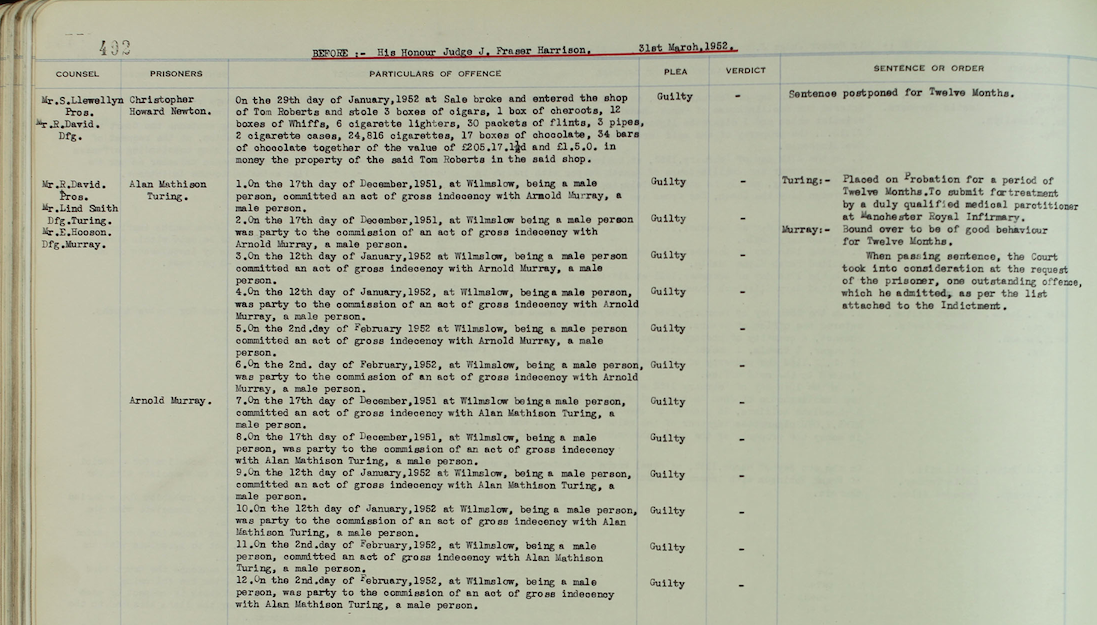 492
BEFORE :- His Honour Judge J. Fraser Harrison, 31st March,1952.
COUNSEL PRISONERS PARTICULARS OF OFFENCE PLEA VERDICT SENTENCE OR ORDER
Mr.S.Llewellyn
Pros.
Mr.R.David.
Dfg.
Christopher
Howard Newton.
On the 29th day of January,1952 at Sale broke and entered the shop
of Tom Roberts and stole 3 boxes of cigars, 1 box of cheroots, 12
boxes of Whiffs, 6 cigarette lighters, 30 packets of flints, 3 pipes,
2 cigarette cases, 24,816 cigarettes, 17 boxes of chocolate, 34 bars
of chocolate together of the value of £205.17.1½d and £1.5.0. in
money the property of the said Tom Roberts in the said shop.
Guilty
-
Sentence postponed for Twelve Months.
Mr.R.David.
Pros.
Mr.Lind Smith
Dfg.Turing.
Mr.E.Hooson.
Dfg.Murray.
Alan Mathison
Turing.
1.On the 17th day of December,1951, at Wilmslow, being a male
person, committed an act of gross indecency with Arnold Murray, a
male person.
Guilty
-
2.On the 17th day of December,1951, at Wilmslow being a male person
was party to the commission of an act of gross indecency with
Arnold Murray, a male person.
Guilty
-
3.On the 12th day of January,1952 at Wilmslow, being a male person
committed an act of gross indecency with Arnold Murray, a male
person.
Guilty
-
4.On the 12th day of January,1952, at Wilmslow, beinga male person,
was party to the commission of an act of gross indecency with Arnold
Murray, a male person.
Guilty
-
5.On the 2nd.day of February 1952 at Wilmslow, being a male person
committed an act of gross indecency with Arnold Murray, a male
person.
Guilty
-
6.On the 2nd. day of February,1952, at Wilmslow, being a male person,
was party to the commission of an act of gross indecency with Arnold
Murray, a male person.
Guilty
-
Turing:- Placed on Probation for a period of
Twelve Months.To submit for treatment
by a duly qualified medical parctitioner
at Manchester Royal Infirmary.
Murray:- Bound over to be of good behaviour
for Twelve Months.
When passing sentence, the Court
took into consideration at the request
of the prisoner, one outstanding offence,
which he admitted, as per the list
attached to the Indictment.
Arnold Murray.
7.On the 17th day of December,1951 at Wilmslow beinga male person,
committed an act of gross indecency with Alan Mathison Turing, a
male person.
Guilty
-
8.On the 17th day of December,1951, at Wilmslow, being a male
person, was party to the commission of an act of gross indecency
with Alan Mathison Turing, a male person.
Guilty
-
9.On the 12th day of January,1952 at Wilmslow, being a male person,
committed an act of gross indecency with Alan Mathison Turing, a
male person.
Guilty
-
10.On the 12th day of January,1952 at Wilmslow, being a male person,
was party to the commission of an act of gross indecency with Alan
Mathison Turing, a male person.
Guilty
-
11.On the 2nd.day of February,1952, at Wilmslow, being a male
person, committed an act of gross indecency with Alan Mathison
Turing, a male person.
Guilty
-
12.On the 2nd.day of February,1952, at Wilmslow, being a male
person, was party to the commission of an act of gross indecency
with Alan Mathison Turing, a male person.
Guilty
-